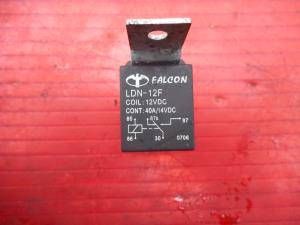 FALCON
LDN-12F
COIL: 12VDC
CONT: 40A/14VDC
85 87a 87
86 30 0706